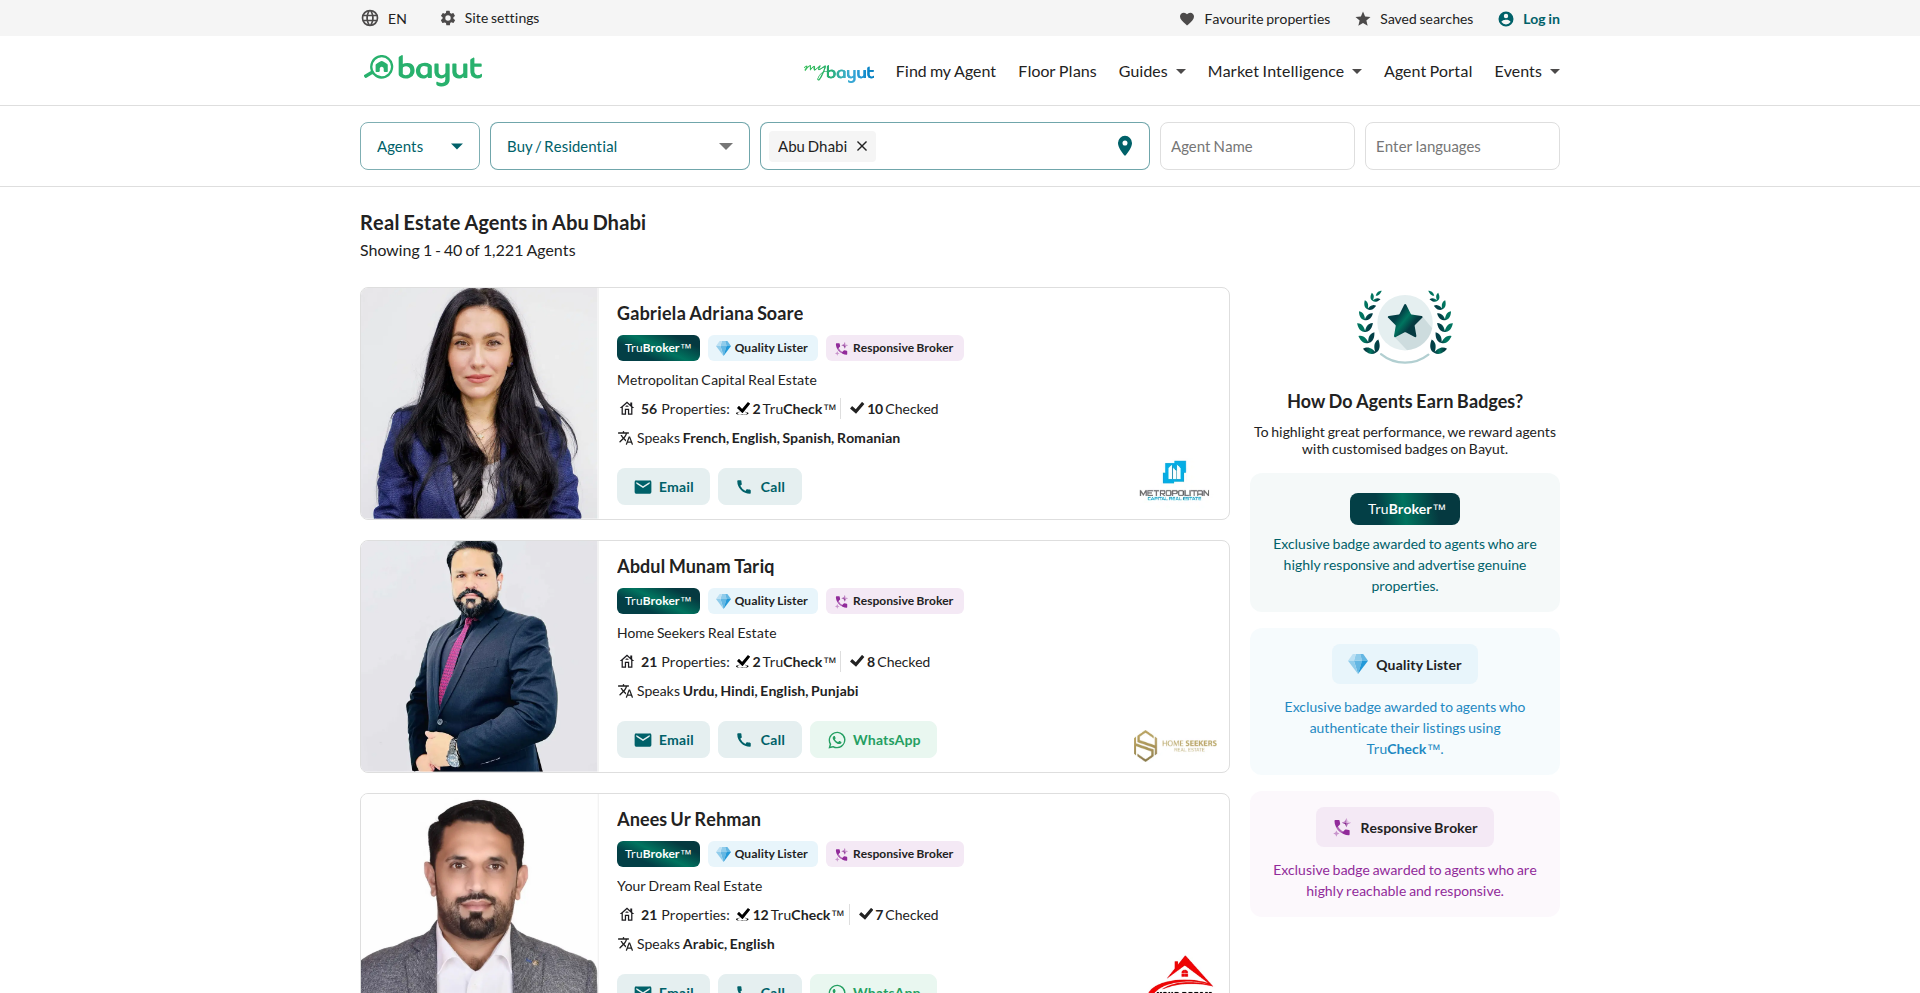 EN
Site settings
Favourite properties
Saved searches
Log in
bayut
mybayut
Find my Agent
Floor Plans
Guides
Market Intelligence
Agent Portal
Events
Agents
Buy / Residential
Abu Dhabi
Agent Name
Enter languages
Real Estate Agents in Abu Dhabi
Showing 1 - 40 of 1,221 Agents
Gabriela Adriana Soare
TruBroker™ Quality Lister Responsive Broker
Metropolitan Capital Real Estate
56 Properties: 2 TruCheck™ 10 Checked
Speaks French, English, Spanish, Romanian
Email Call
METROPOLITAN
CAPITAL REAL ESTATE
Abdul Munam Tariq
TruBroker™ Quality Lister Responsive Broker
Home Seekers Real Estate
21 Properties: 2 TruCheck™ 8 Checked
Speaks Urdu, Hindi, English, Punjabi
Email Call WhatsApp
HOME SEEKERS
REAL ESTATE
Anees Ur Rehman
TruBroker™ Quality Lister Responsive Broker
Your Dream Real Estate
21 Properties: 12 TruCheck™ 7 Checked
Speaks Arabic, English
Email Call WhatsApp
How Do Agents Earn Badges?
To highlight great performance, we reward agents
with customised badges on Bayut.
TruBroker™
Exclusive badge awarded to agents who are
highly responsive and advertise genuine
properties.
Quality Lister
Exclusive badge awarded to agents who
authenticate their listings using
TruCheck™.
Responsive Broker
Exclusive badge awarded to agents who are
highly reachable and responsive.